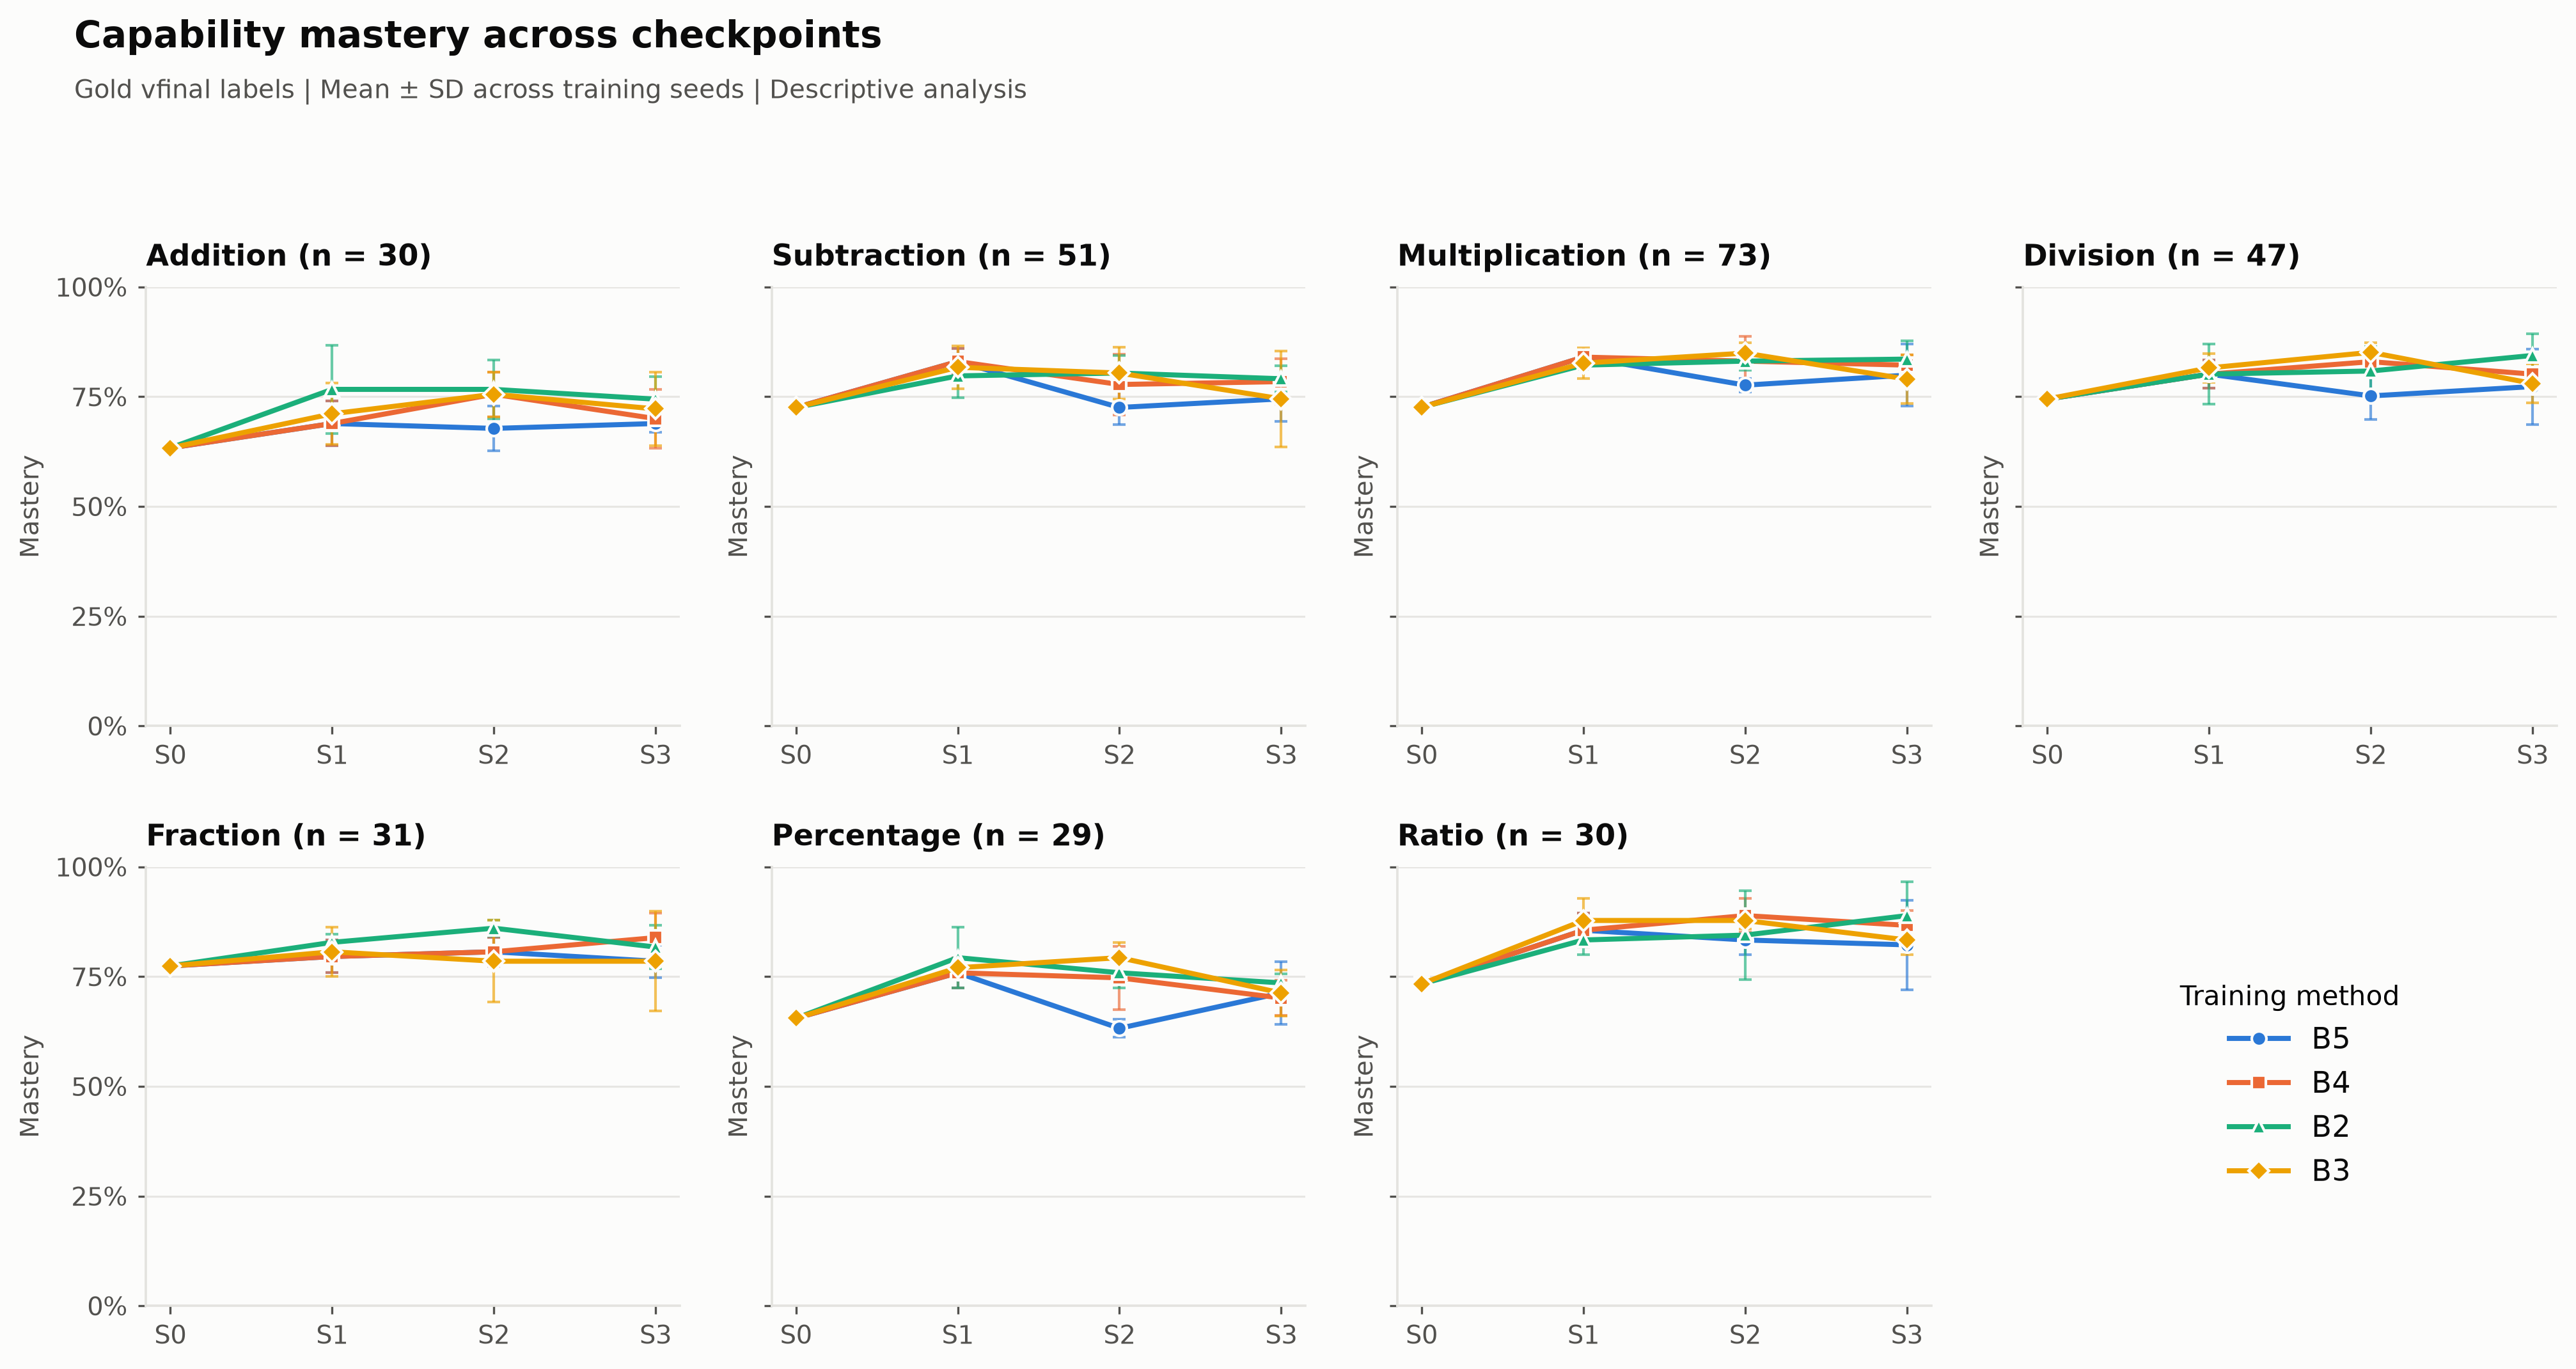 Capability mastery across checkpoints
Gold vfinal labels | Mean ± SD across training seeds | Descriptive analysis
Addition (n = 30)
Subtraction (n = 51)
Multiplication (n = 73)
Division (n = 47)
100%
75%
50%
25%
0%
Mastery
Mastery
Mastery
Mastery
S0 S1 S2 S3
S0 S1 S2 S3
S0 S1 S2 S3
S0 S1 S2 S3
Fraction (n = 31)
Percentage (n = 29)
Ratio (n = 30)
100%
75%
50%
25%
0%
Mastery
Mastery
Mastery
S0 S1 S2 S3
S0 S1 S2 S3
S0 S1 S2 S3
Training method
B5
B4
B2
B3